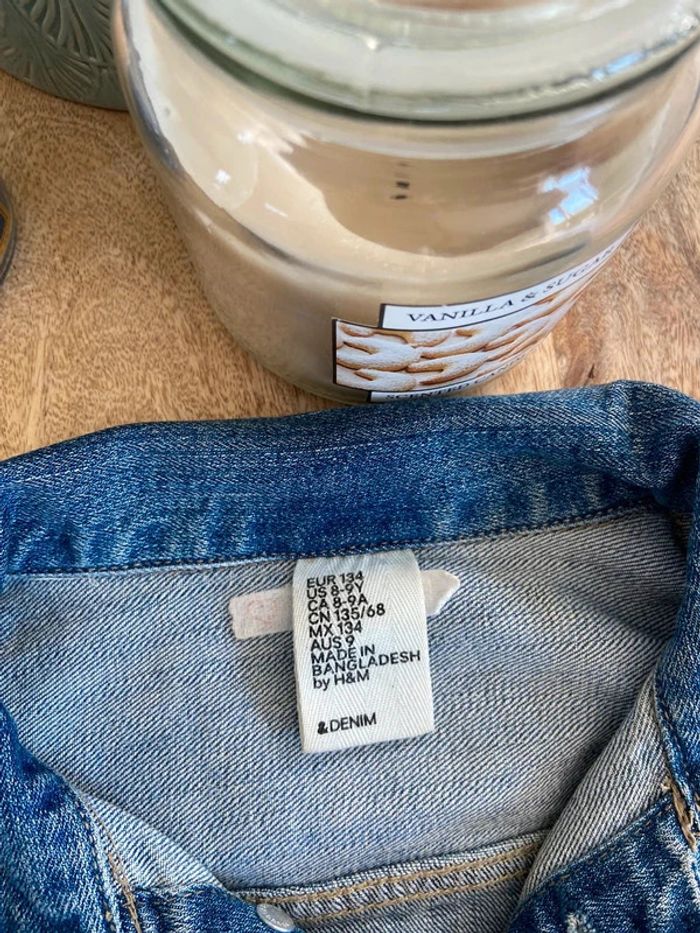 VANILLA & SUGAR
EUR 134
US 8-9Y
CA 8-9A
CN 135/68
MX 134
AUS 9
MADE IN
BANGLADESH
by H&M
&DENIM